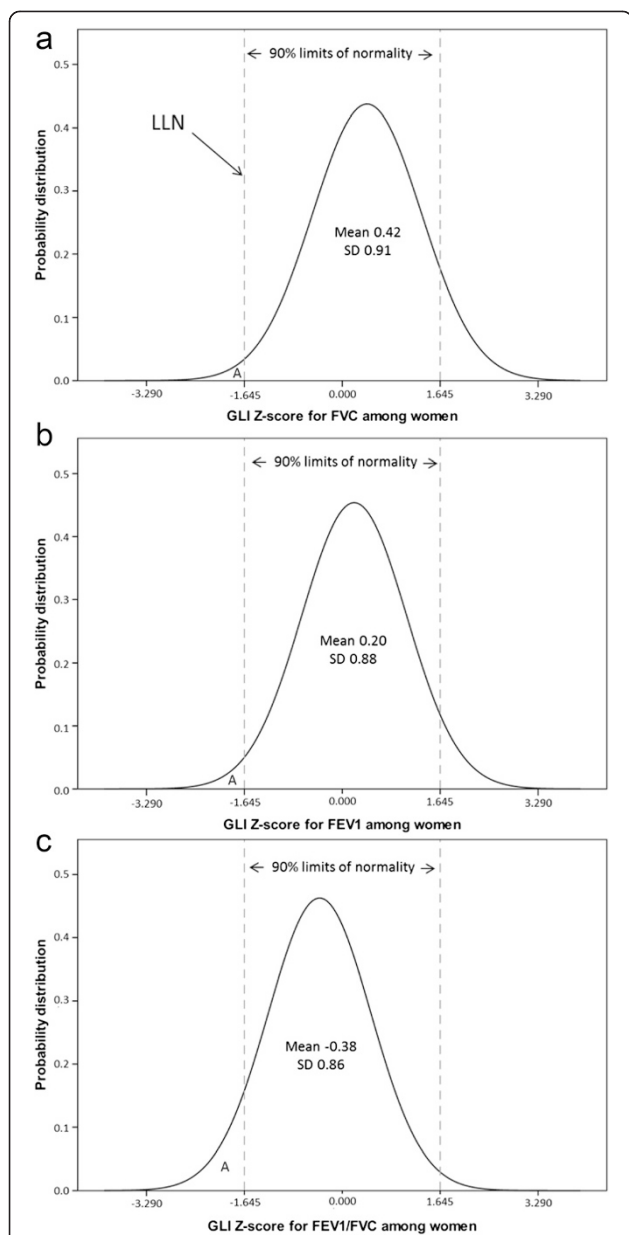 a
← 90% limits of normality →
LLN
Probability distribution
0.5
0.4
0.3
0.2
0.1
0.0
Mean 0.42
SD 0.91
A
-3.290 -1.645 0.000 1.645 3.290
GLI Z-score for FVC among women
b
← 90% limits of normality →
Probability distribution
0.5
0.4
0.3
0.2
0.1
0.0
Mean 0.20
SD 0.88
A
-3.290 -1.645 0.000 1.645 3.290
GLI Z-score for FEV1 among women
c
← 90% limits of normality →
Probability distribution
0.5
0.4
0.3
0.2
0.1
0.0
Mean -0.38
SD 0.86
A
-3.290 -1.645 0.000 1.645 3.290
GLI Z-score for FEV1/FVC among women